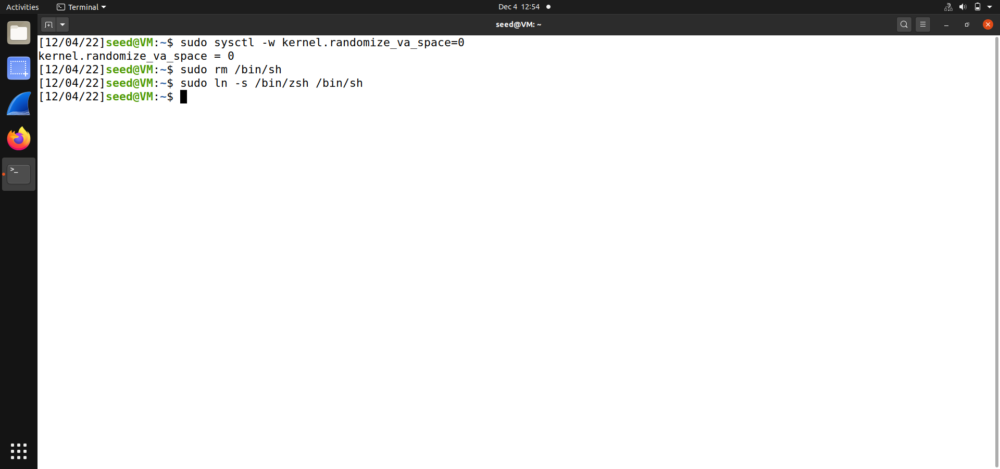 Activities
Terminal
Dec 4 12:54
seed@VM: ~
[12/04/22]seed@VM:~$ sudo sysctl -w kernel.randomize_va_space=0
kernel.randomize_va_space = 0
[12/04/22]seed@VM:~$ sudo rm /bin/sh
[12/04/22]seed@VM:~$ sudo ln -s /bin/zsh /bin/sh
[12/04/22]seed@VM:~$